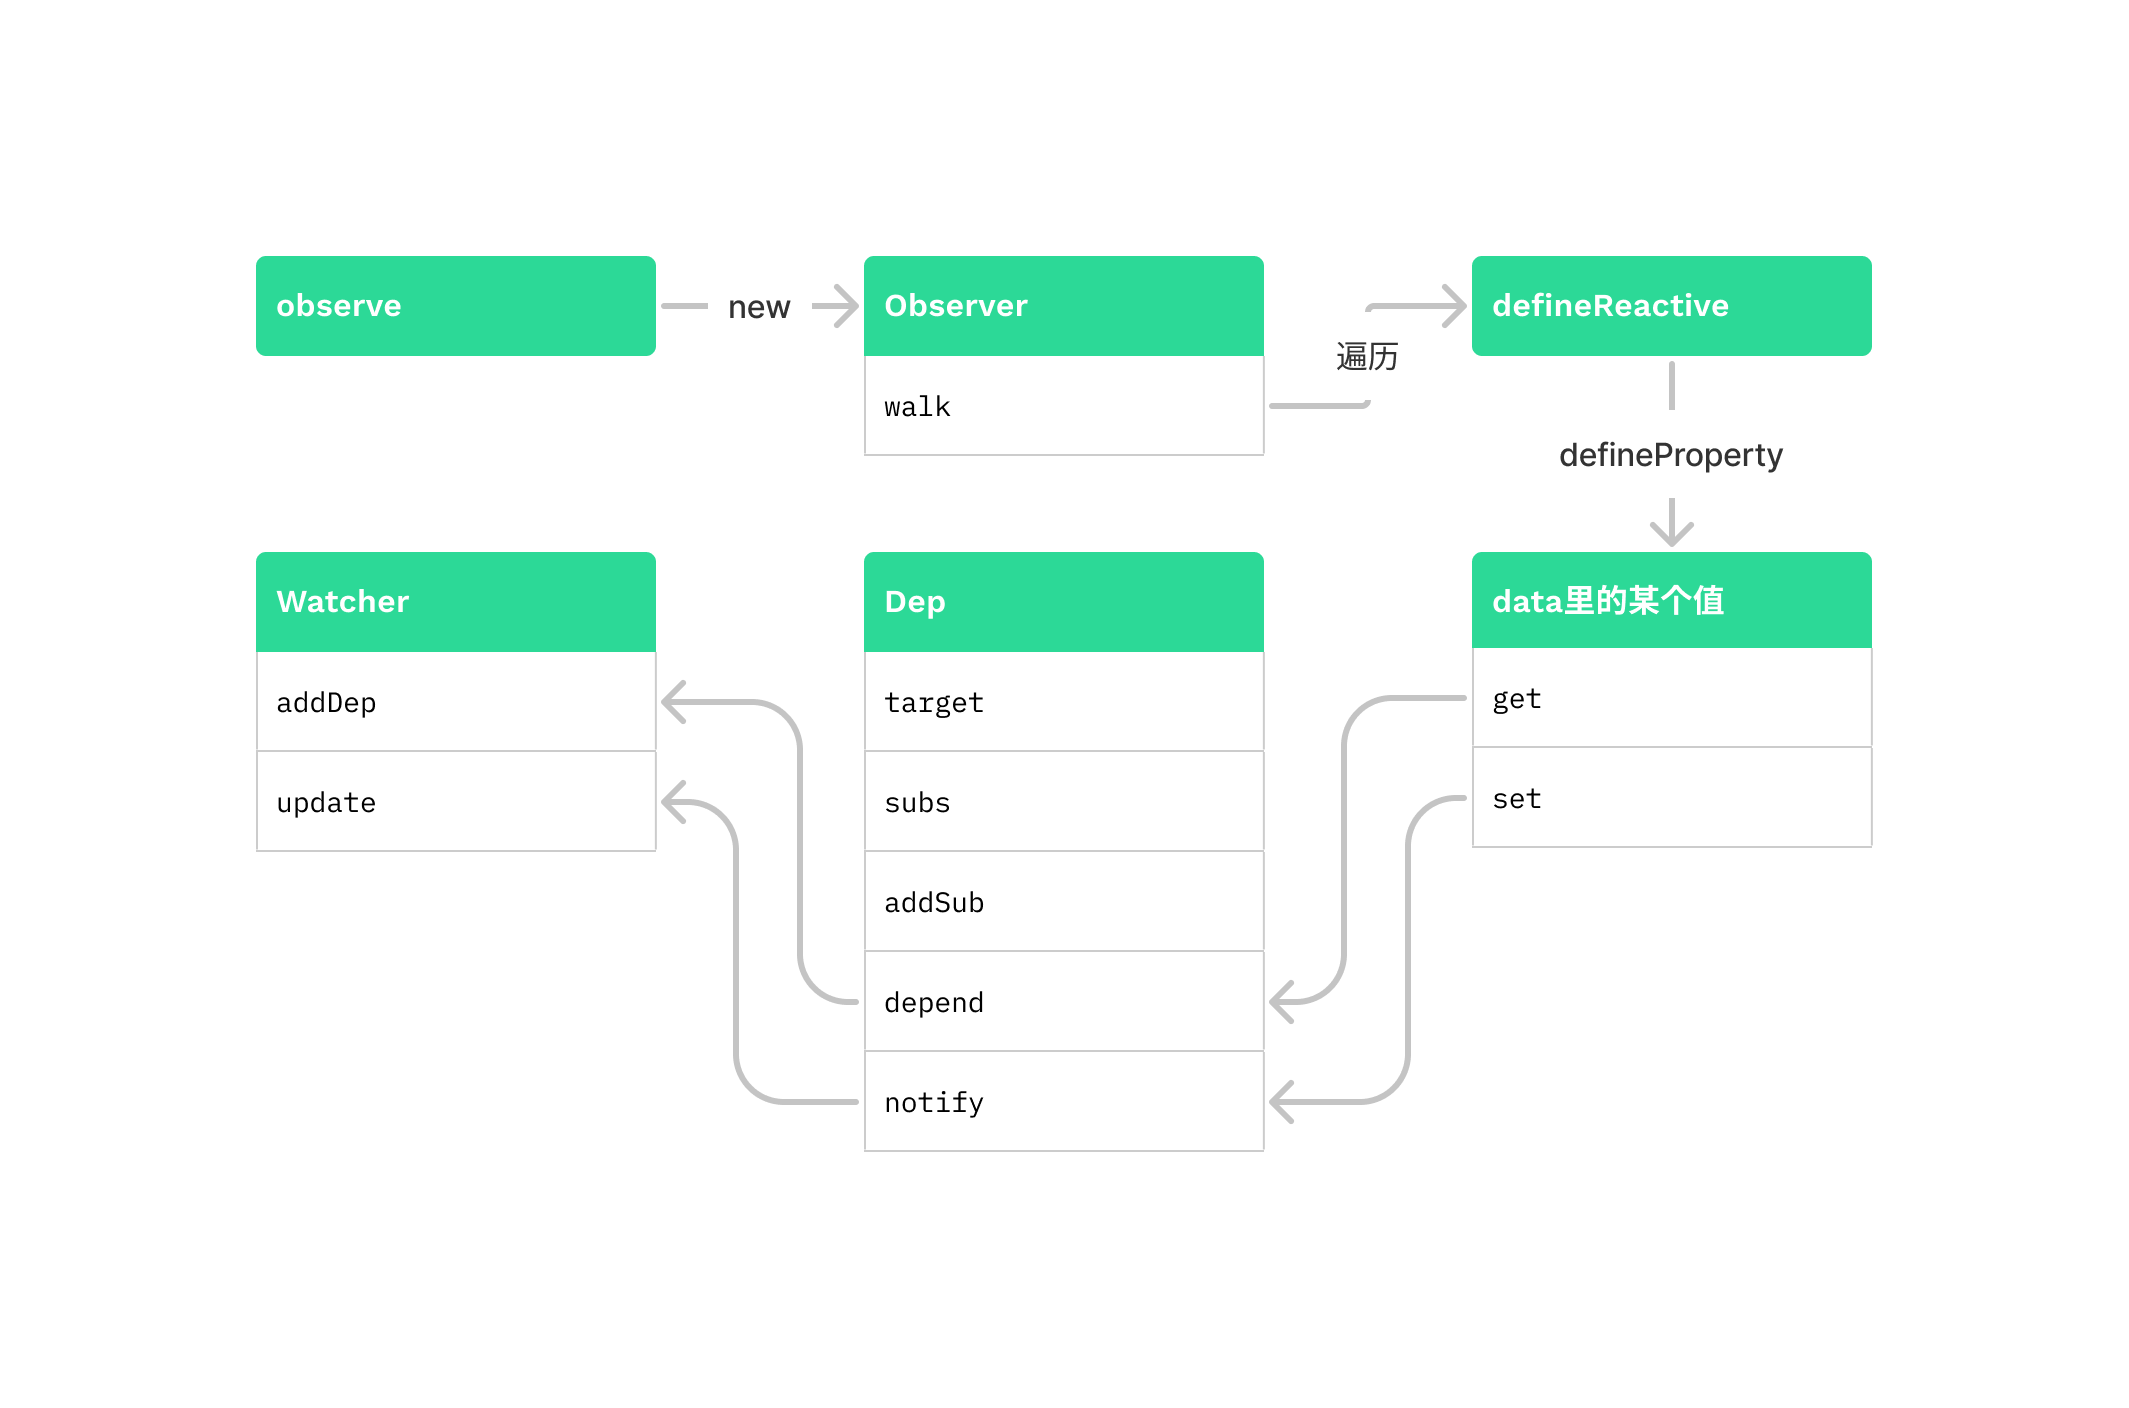 observe
new
Observer
walk
遍历
defineReactive
defineProperty
Watcher
addDep
update
Dep
target
subs
addSub
depend
notify
data里的某个值
get
set